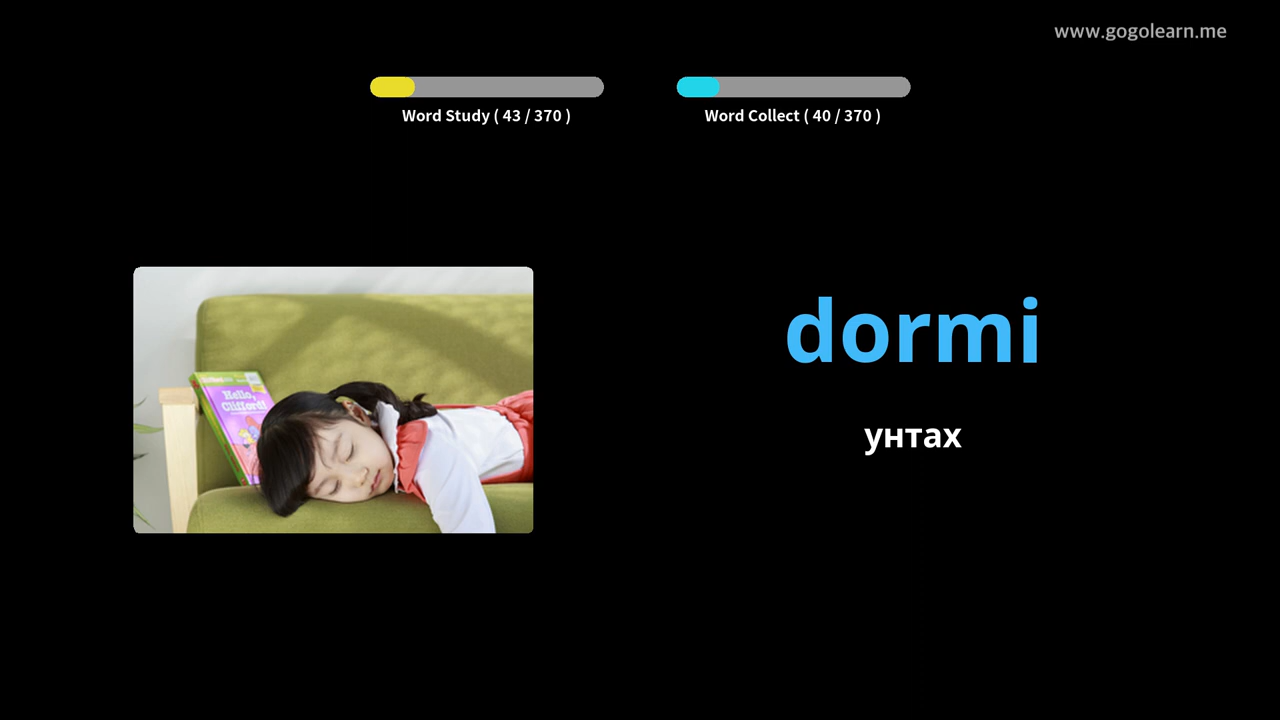 www.gogolearn.me
Word Study ( 43 / 370 )
Word Collect ( 40 / 370 )
Hello,
Clifford!
dormi
унтах